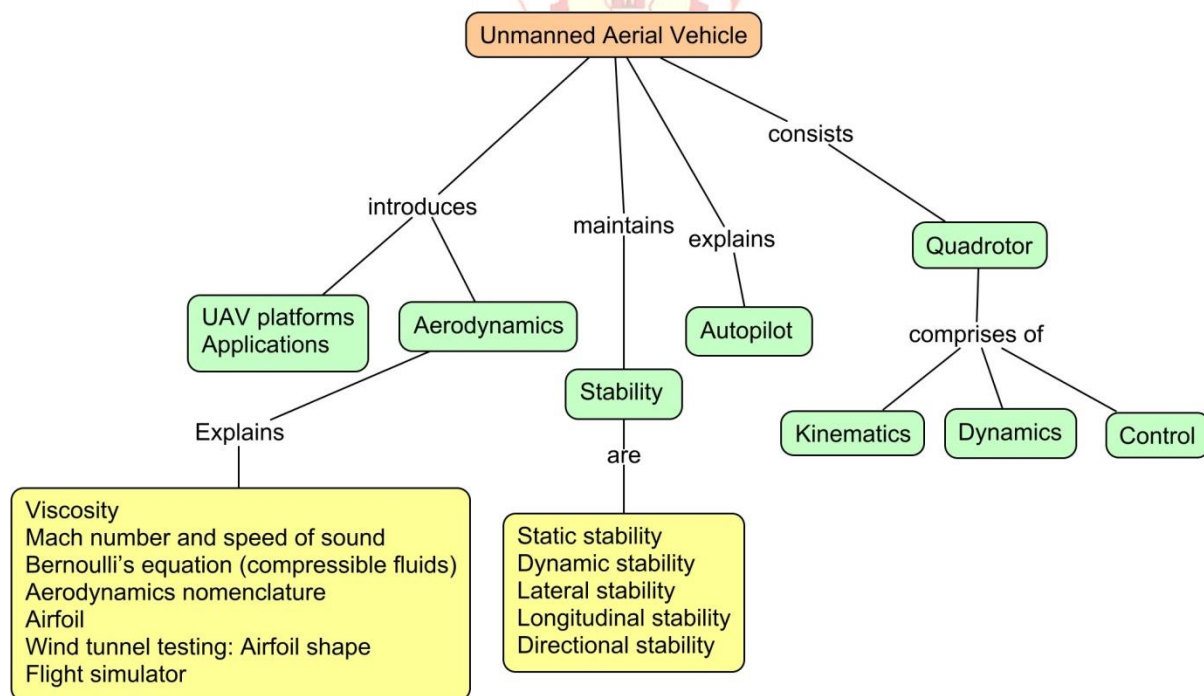 Unmanned Aerial Vehicle
consists
introduces
maintains
explains
Quadrotor
UAV platforms
Applications
Aerodynamics
Autopilot
comprises of
Stability
Explains
Kinematics
Dynamics
Control
are
Viscosity
Mach number and speed of sound
Bernoulli’s equation (compressible fluids)
Aerodynamics nomenclature
Airfoil
Wind tunnel testing: Airfoil shape
Flight simulator
Static stability
Dynamic stability
Lateral stability
Longitudinal stability
Directional stability